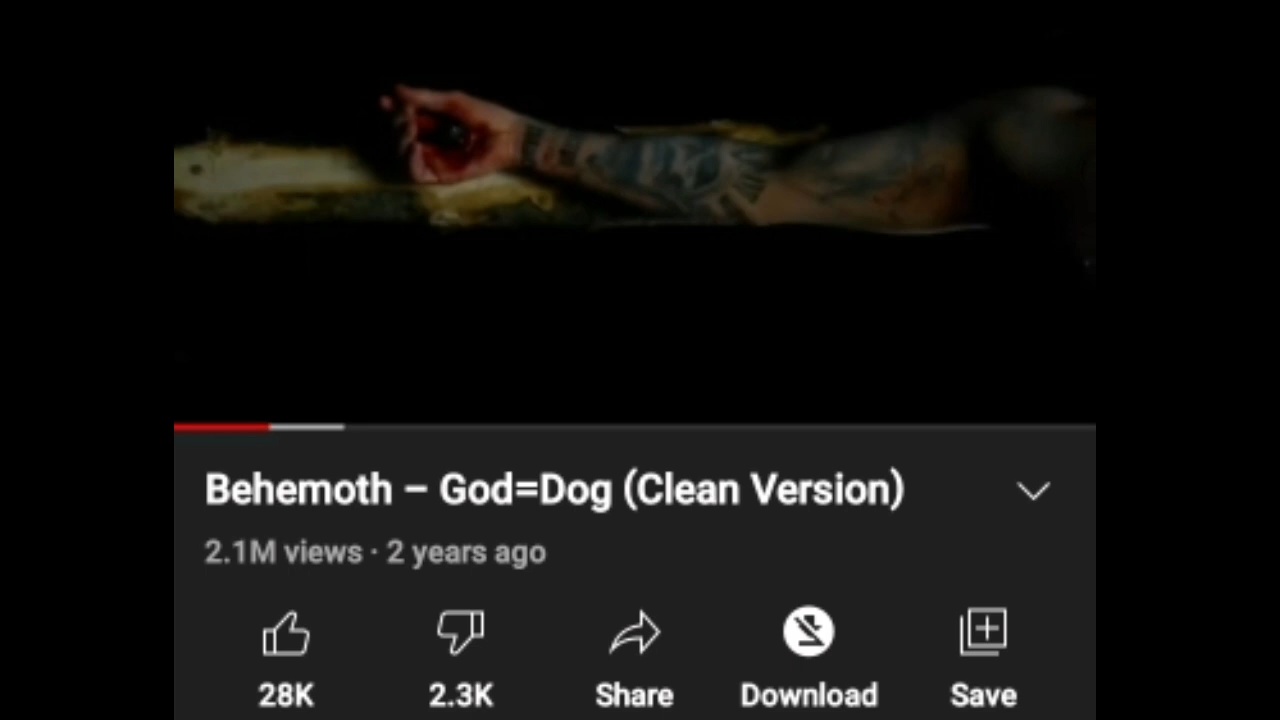 Behemoth – God=Dog (Clean Version)
2.1M views · 2 years ago
28K 2.3K Share Download Save